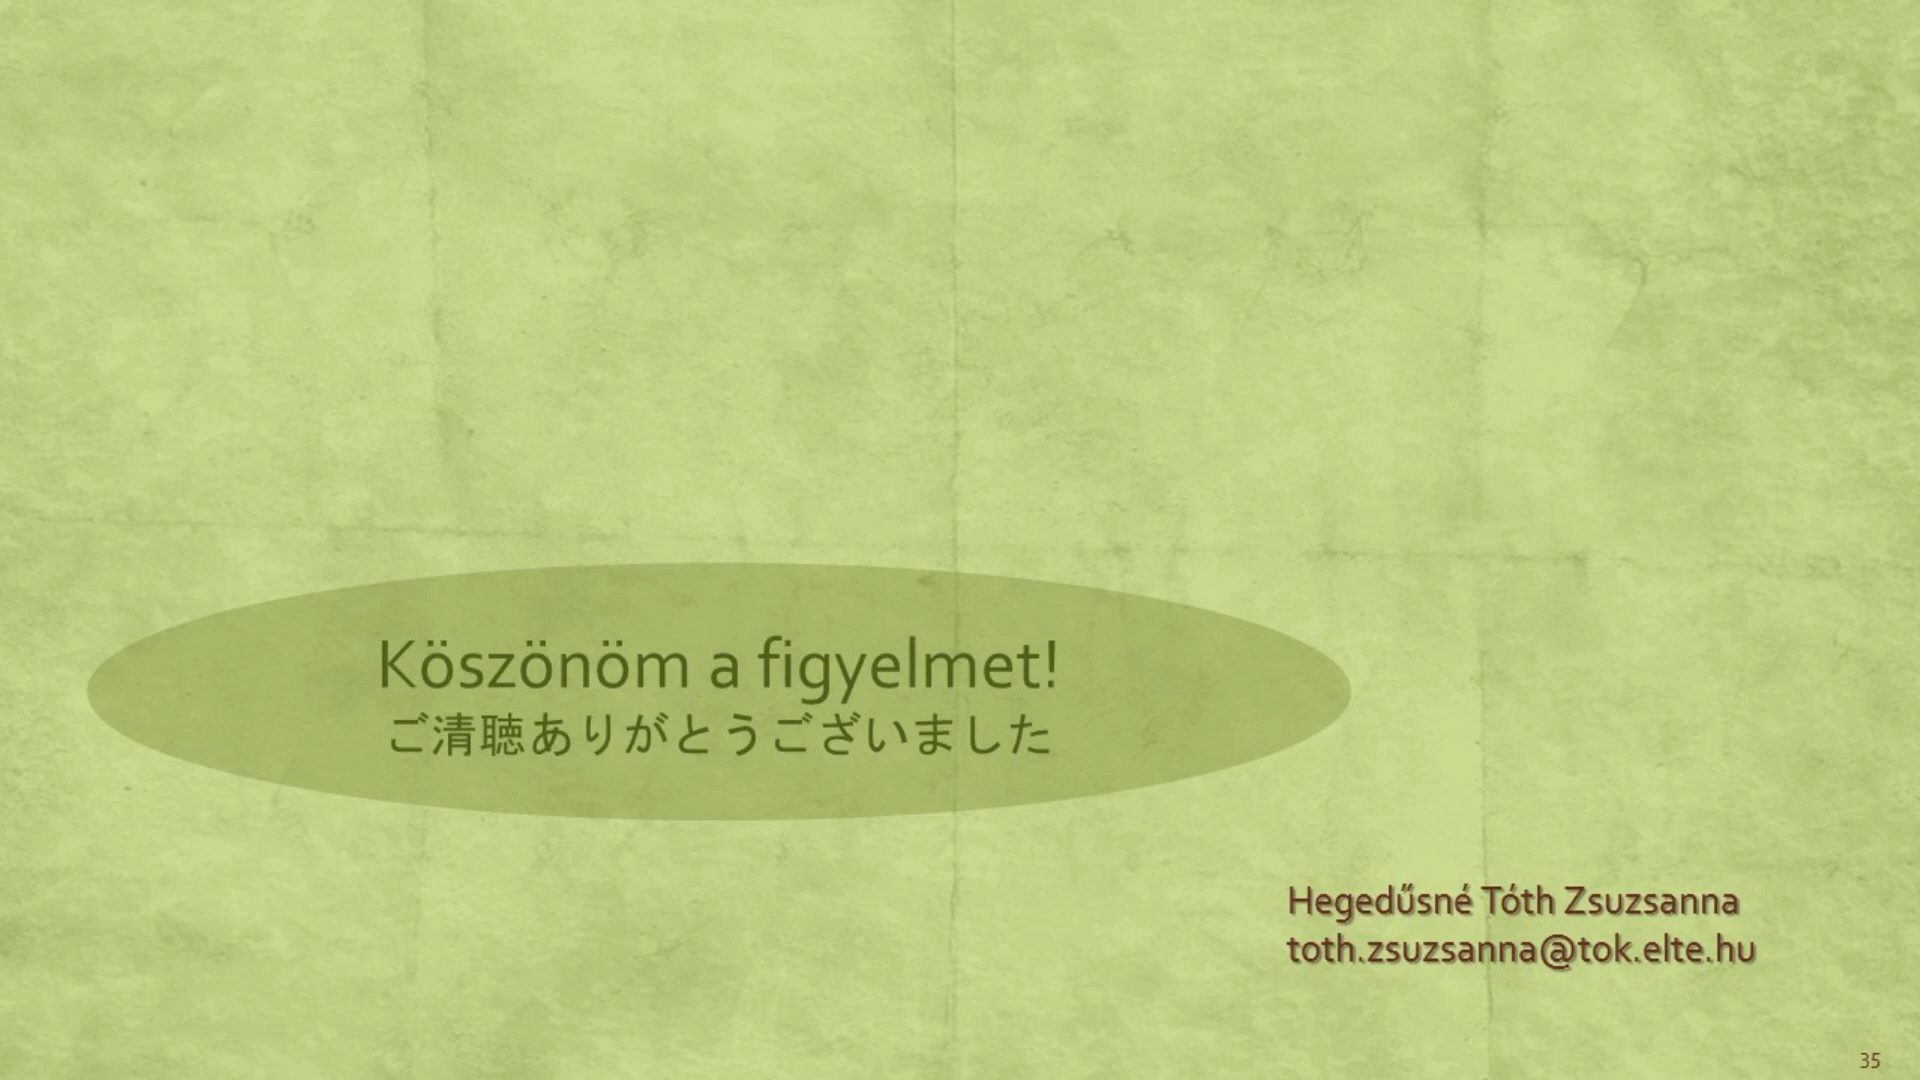 Köszönöm a figyelmet!
ご清聴ありがとうございました
Hegedűsné Tóth Zsuzsanna
toth.zsuzsanna@tok.elte.hu
35